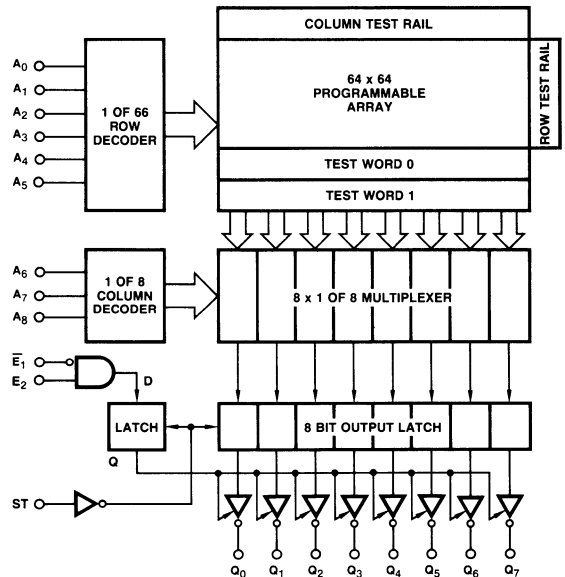 COLUMN TEST RAIL
64 x 64
PROGRAMMABLE
ARRAY
ROW TEST RAIL
TEST WORD 0
TEST WORD 1
A0
A1
A2
A3
A4
A5
1 OF 66
ROW
DECODER
A6
A7
A8
1 OF 8
COLUMN
DECODER
8 x 1 OF 8 MULTIPLEXER
E̅1
E2
D
LATCH
Q
8 BIT OUTPUT LATCH
ST
Q0 Q1 Q2 Q3 Q4 Q5 Q6 Q7